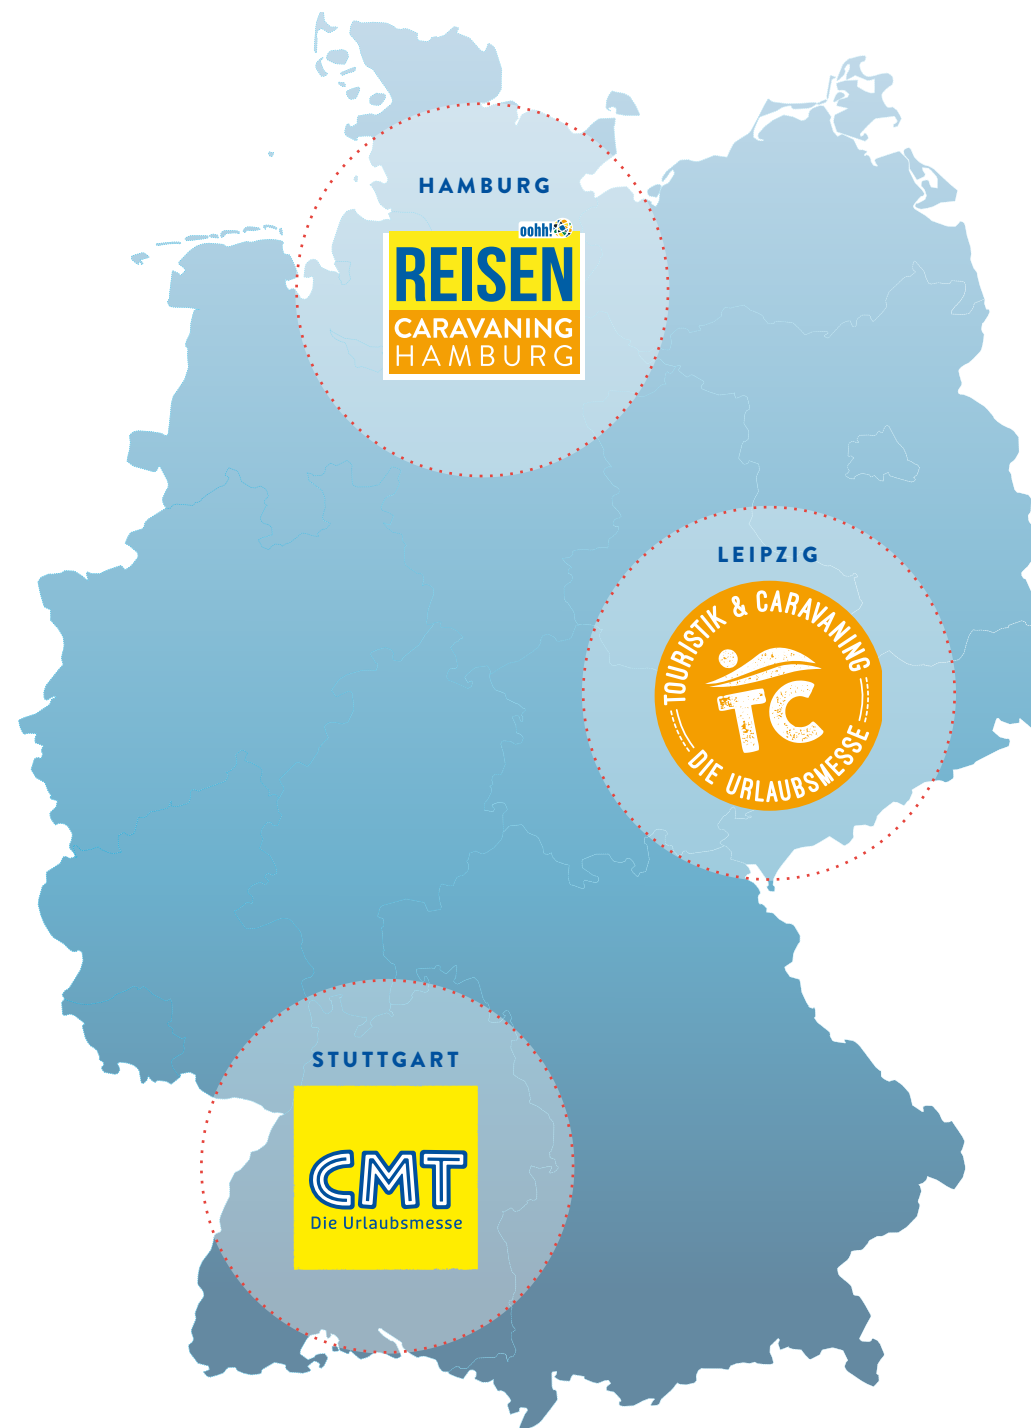 HAMBURG
oohh!
REISEN
CARAVANING
HAMBURG
LEIPZIG
TOURISTIK & CARAVANING
TC
DIE URLAUBSMESSE
STUTTGART
CMT
Die Urlaubsmesse